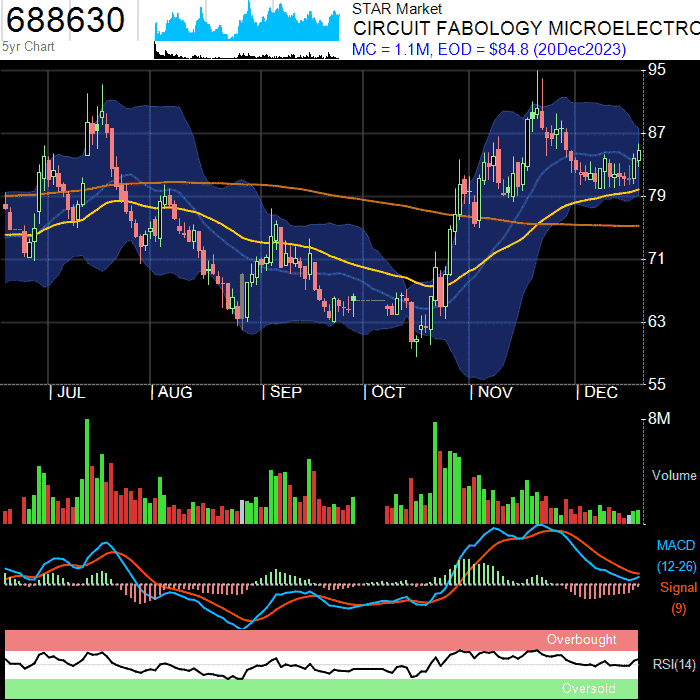 688630
5yr Chart
STAR Market
CIRCUIT FABOLOGY MICROELECTRO
MC = 1.1M, EOD = $84.8 (20Dec2023)
95
87
79
71
63
55
JUL
AUG
SEP
OCT
NOV
DEC
8M
Volume
MACD
(12-26)
Signal
(9)
Overbought
RSI(14)
Oversold